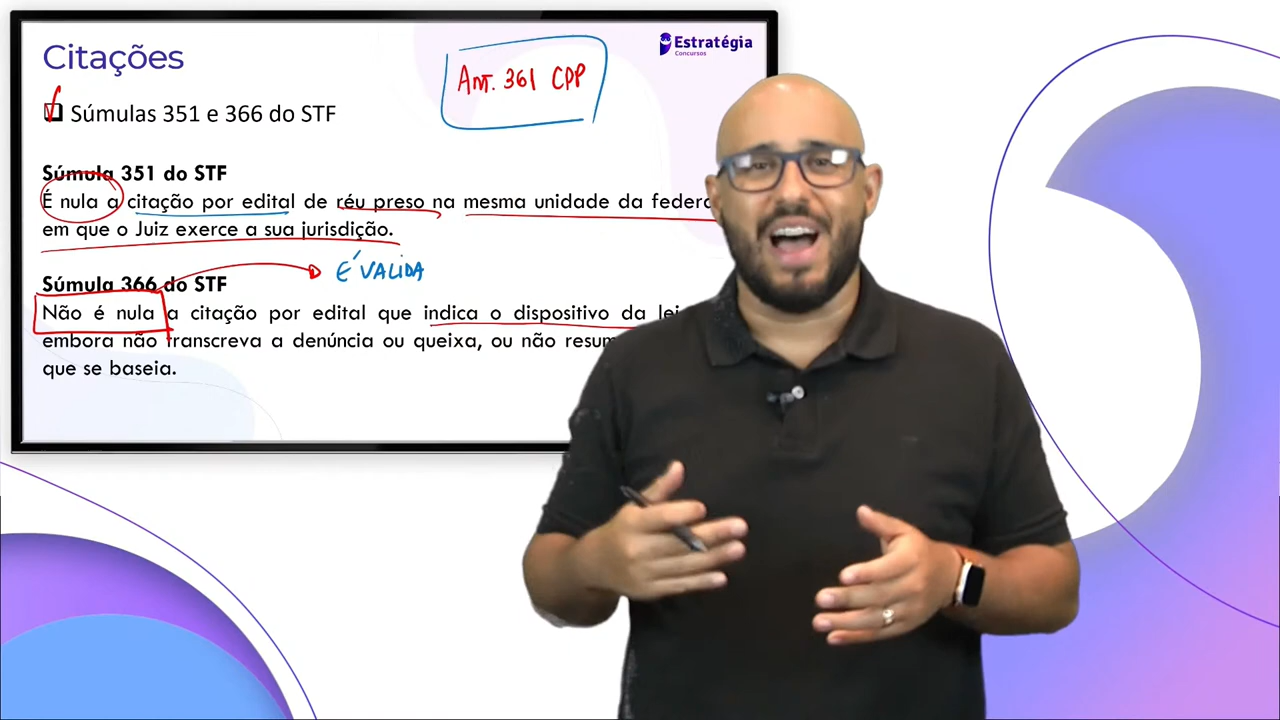 Citações
Art. 361 CPP
Estratégia
Concursos
Súmulas 351 e 366 do STF
Súmula 351 do STF
É nula a citação por edital de réu preso na mesma unidade da
em que o Juiz exerce a sua jurisdição.
Súmula 366 do STF
É VALIDA
Não é nula a citação por edital que indica o dispositivo da lei
embora não transcreva a denúncia ou queixa, ou não
que se baseia.